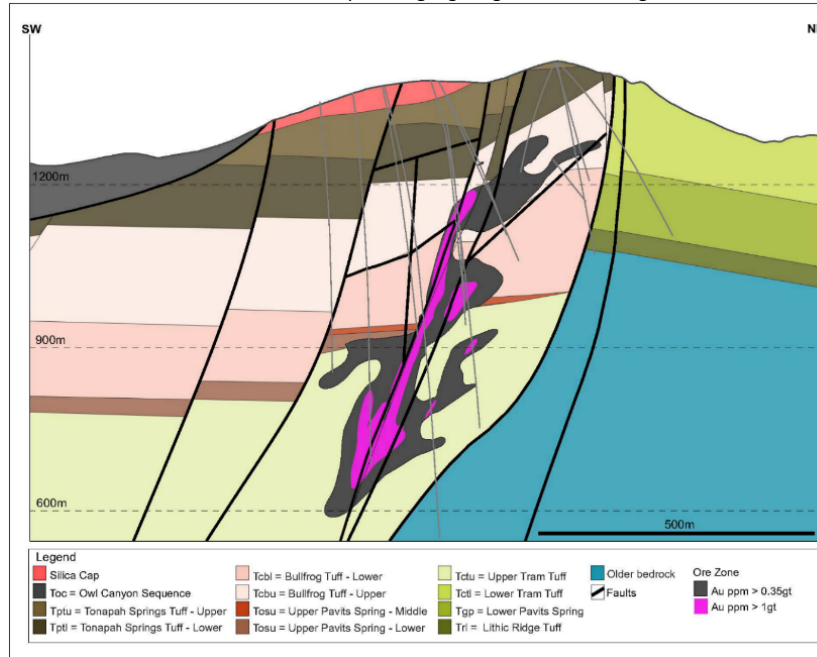 SW
1200m
900m
600m
500m
Legend
Silica Cap
Toc = Owl Canyon Sequence
Tptu = Tonapah Springs Tuff - Upper
Tptl = Tonapah Springs Tuff - Lower
Tcbl = Bullfrog Tuff - Lower
Tcbu = Bullfrog Tuff - Upper
Tosu = Upper Pavits Spring - Middle
Tosu = Upper Pavits Spring - Lower
Tctu = Upper Tram Tuff
Tctl = Lower Tram Tuff
Tgp = Lower Pavits Spring
Trl = Lithic Ridge Tuff
Older bedrock
Faults
Ore Zone
Au ppm > 0.35gt
Au ppm > 1gt